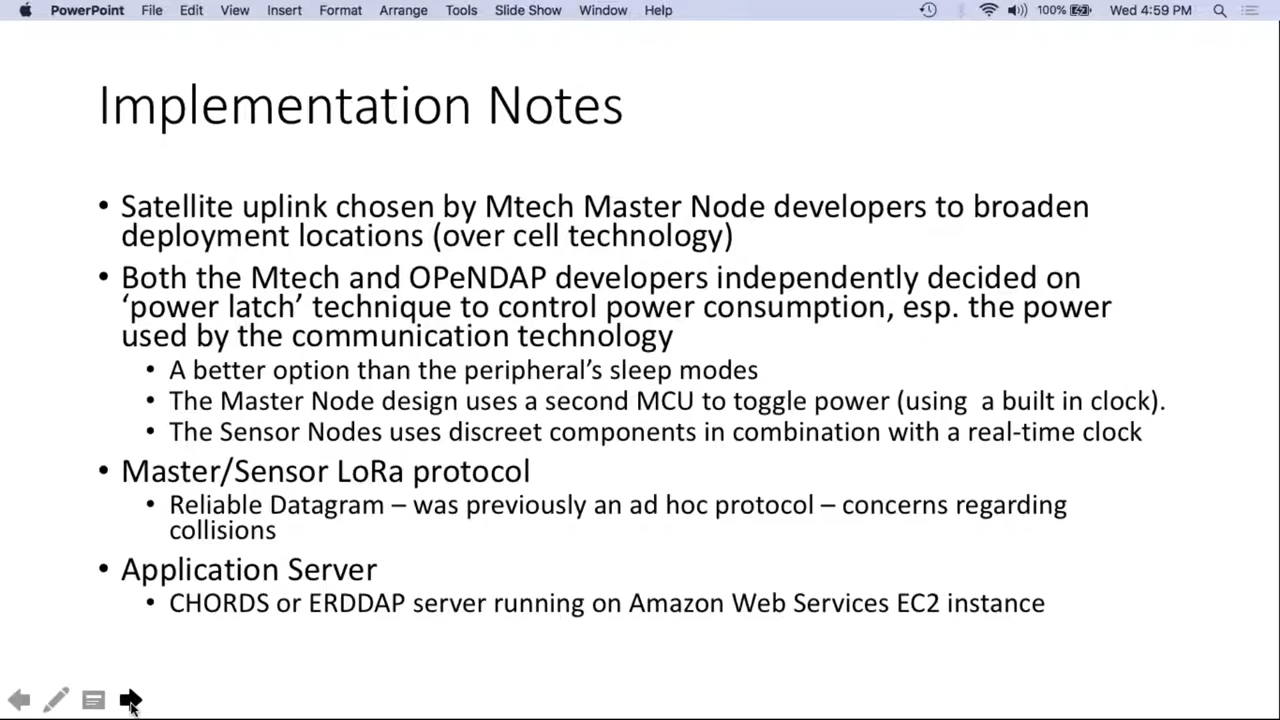 PowerPoint File Edit View Insert Format Arrange Tools Slide Show Window Help 100% Wed 4:59 PM
Implementation Notes
• Satellite uplink chosen by Mtech Master Node developers to broaden
deployment locations (over cell technology)
• Both the Mtech and OPeNDAP developers independently decided on
‘power latch’ technique to control power consumption, esp. the power
used by the communication technology
• A better option than the peripheral’s sleep modes
• The Master Node design uses a second MCU to toggle power (using a built in clock).
• The Sensor Nodes uses discreet components in combination with a real-time clock
• Master/Sensor LoRa protocol
• Reliable Datagram – was previously an ad hoc protocol – concerns regarding
collisions
• Application Server
• CHORDS or ERDDAP server running on Amazon Web Services EC2 instance